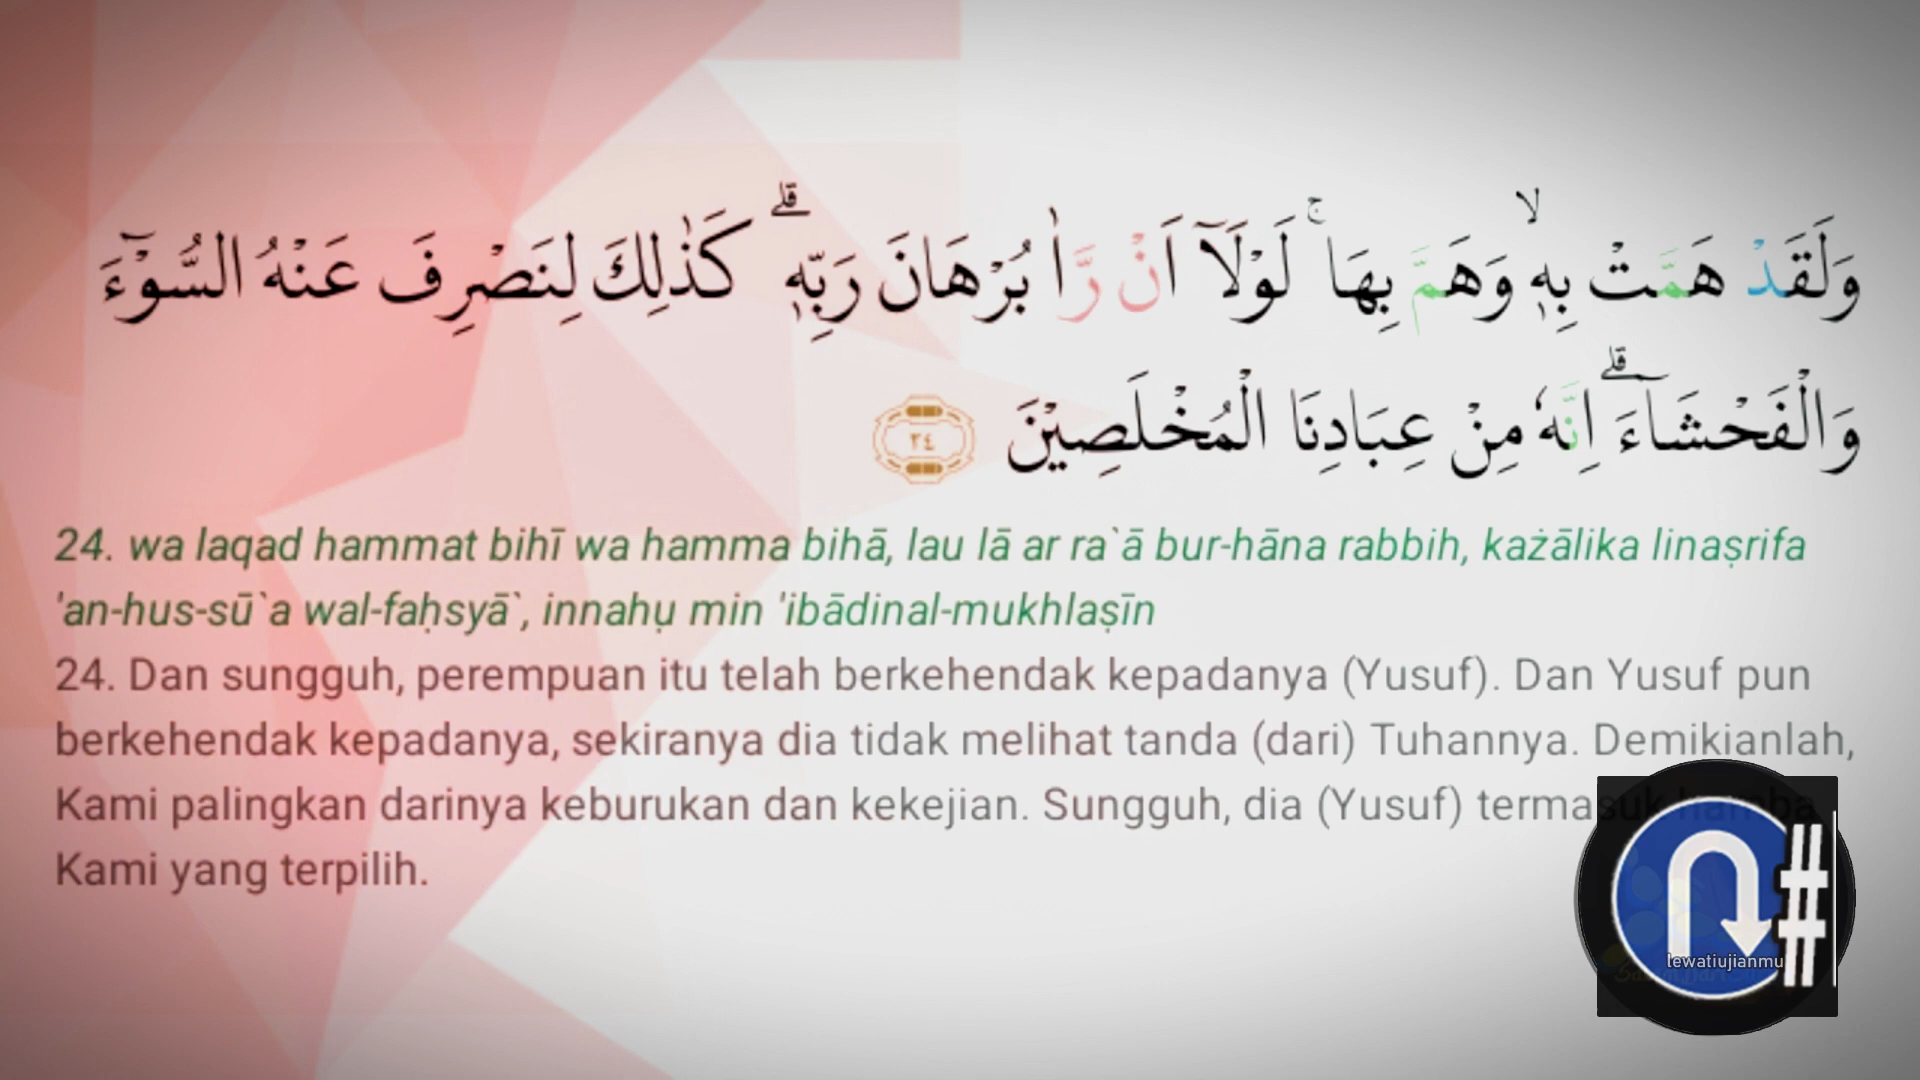 وَلَقَدْ هَمَّتْ بِهٖۙ وَهَمَّ بِهَاۚ لَوْلَآ اَنْ رَّاٰ بُرْهَانَ رَبِّهٖۗ كَذٰلِكَ لِنَصْرِفَ عَنْهُ السُّوْۤءَ
وَالْفَحْشَاۤءَۗ اِنَّهٗ مِنْ عِبَادِنَا الْمُخْلَصِيْنَ ٢٤
24. wa laqad hammat bihī wa hamma bihā, lau lā ar ra`ā bur-hāna rabbih, każālika linaṣrifa
'an-hus-sū`a wal-faḥsyā`, innahụ min 'ibādinal-mukhlaṣīn
24. Dan sungguh, perempuan itu telah berkehendak kepadanya (Yusuf). Dan Yusuf pun
berkehendak kepadanya, sekiranya dia tidak melihat tanda (dari) Tuhannya. Demikianlah,
Kami palingkan darinya keburukan dan kekejian. Sungguh, dia (Yusuf) termasuk hamba
Kami yang terpilih.
#
lewatiujianmu